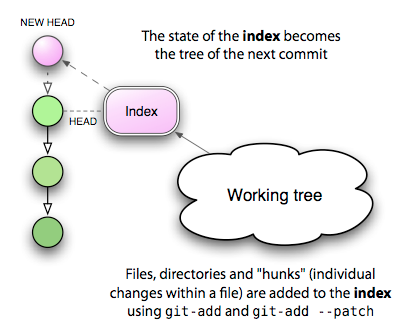 NEW HEAD
The state of the index becomes
the tree of the next commit
HEAD
Index
Working tree
Files, directories and "hunks" (individual
changes within a file) are added to the index
using git-add and git-add --patch